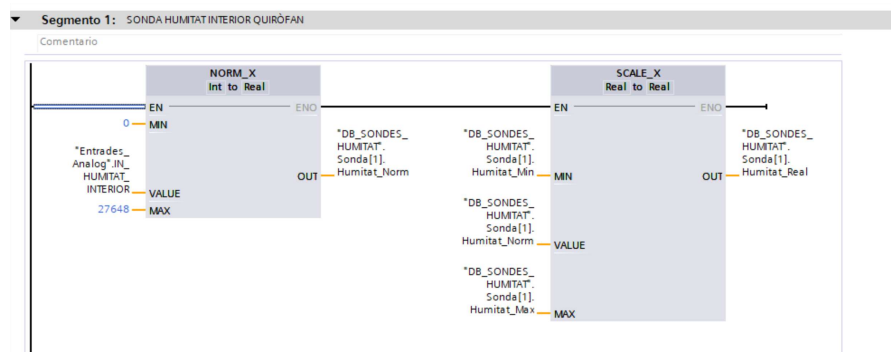 Segmento 1: SONDA HUMITAT INTERIOR QUIRÒFAN
Comentario
NORM_X
Int to Real
EN
ENO
0
MIN
"Entrades_
Analog".IN_
HUMITAT_
INTERIOR
VALUE
27648
MAX
OUT
"DB_SONDES_
HUMITAT".
Sonda[1].
Humitat_Norm
SCALE_X
Real to Real
EN
ENO
"DB_SONDES_
HUMITAT".
Sonda[1].
Humitat_Min
MIN
"DB_SONDES_
HUMITAT".
Sonda[1].
Humitat_Norm
VALUE
"DB_SONDES_
HUMITAT".
Sonda[1].
Humitat_Max
MAX
OUT
"DB_SONDES_
HUMITAT".
Sonda[1].
Humitat_Real